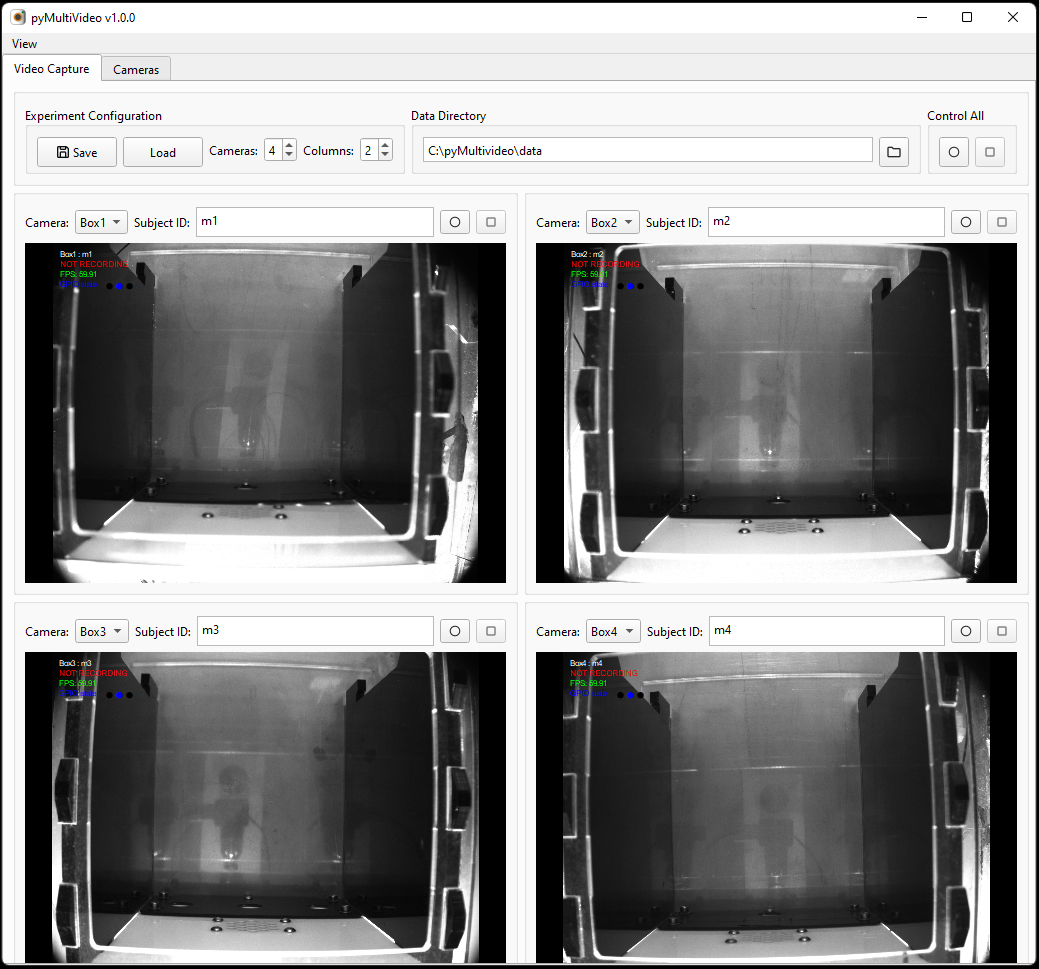 pyMultiVideo v1.0.0
View
Video Capture Cameras
Experiment Configuration Data Directory Control All
Save Load Cameras: 4 Columns: 2 C:\pyMultivideo\data
Camera: Box1 Subject ID: m1
Camera: Box2 Subject ID: m2
Box1 : m1
NOT RECORDING
FPS: 59.91
GPIO state
Box2 : m2
NOT RECORDING
FPS: 59.91
GPIO state
Camera: Box3 Subject ID: m3
Camera: Box4 Subject ID: m4
Box3 : m3
NOT RECORDING
FPS: 59.91
GPIO state
Box4 : m4
NOT RECORDING
FPS: 59.91
GPIO state